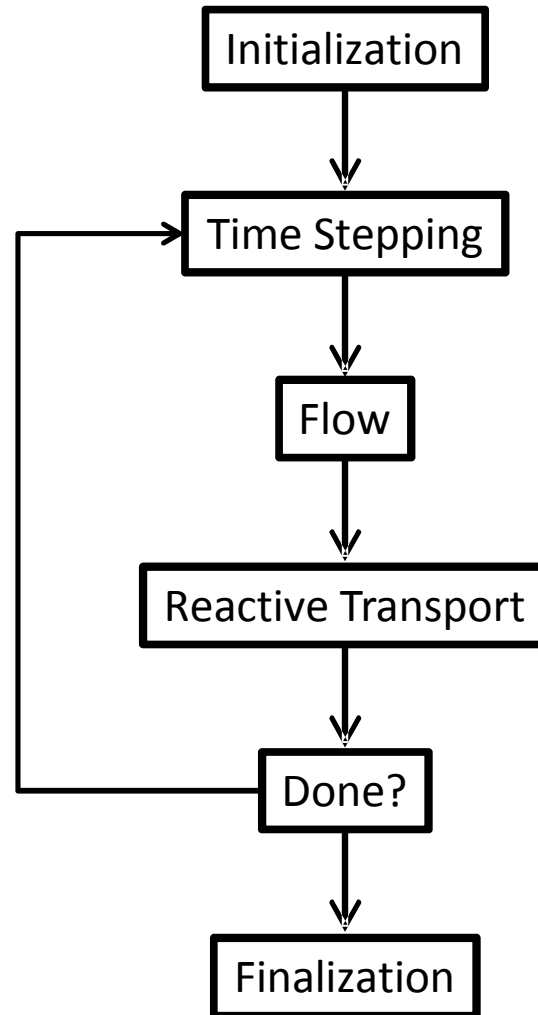 Initialization
Time Stepping
Flow
Reactive Transport
Done?
Finalization